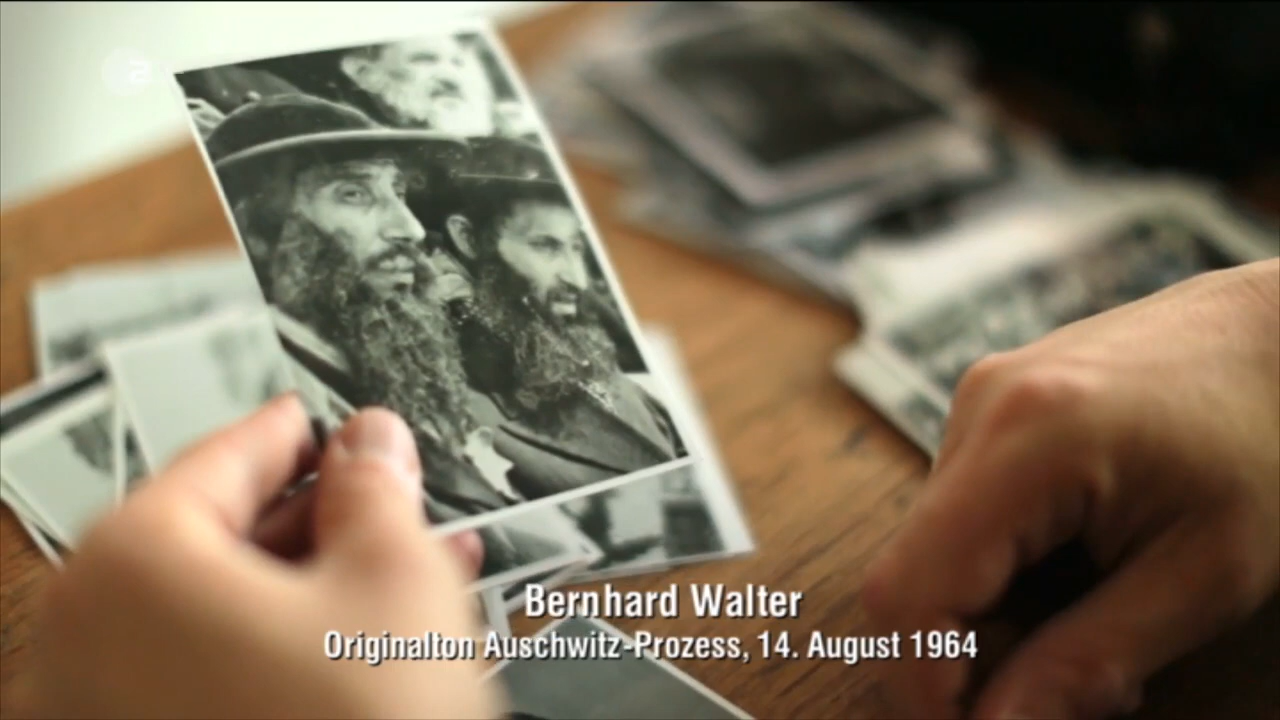 Bernhard Walter
Originalton Auschwitz-Prozess, 14. August 1964